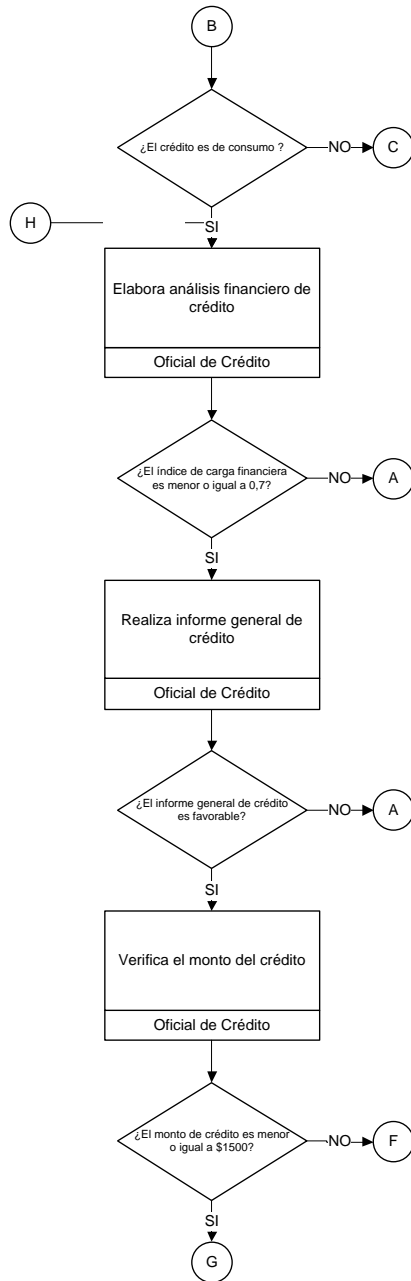 B
¿El crédito es de consumo ?
NO
C
H
SI
Elabora análisis financiero de
crédito
Oficial de Crédito
¿El índice de carga financiera
es menor o igual a 0,7?
NO
A
SI
Realiza informe general de
crédito
Oficial de Crédito
¿El informe general de crédito
es favorable?
NO
A
SI
Verifica el monto del crédito
Oficial de Crédito
¿El monto de crédito es menor
o igual a $1500?
NO
F
SI
G